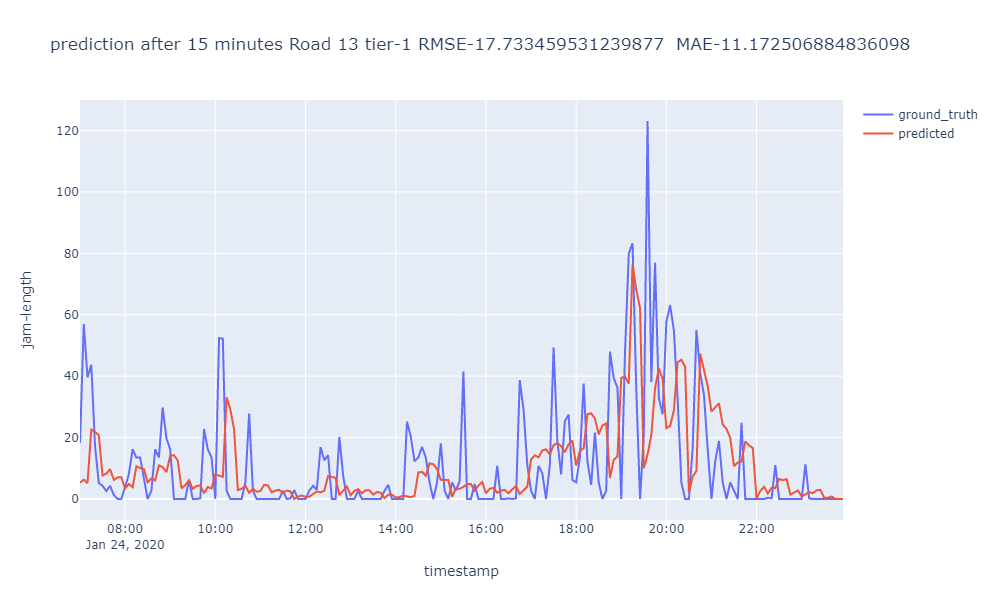 prediction after 15 minutes Road 13 tier-1 RMSE-17.733459531239877  MAE-11.172506884836098
ground_truth
predicted
120
100
80
60
40
20
0
jam-length
08:00 10:00 12:00 14:00 16:00 18:00 20:00 22:00
Jan 24, 2020
timestamp